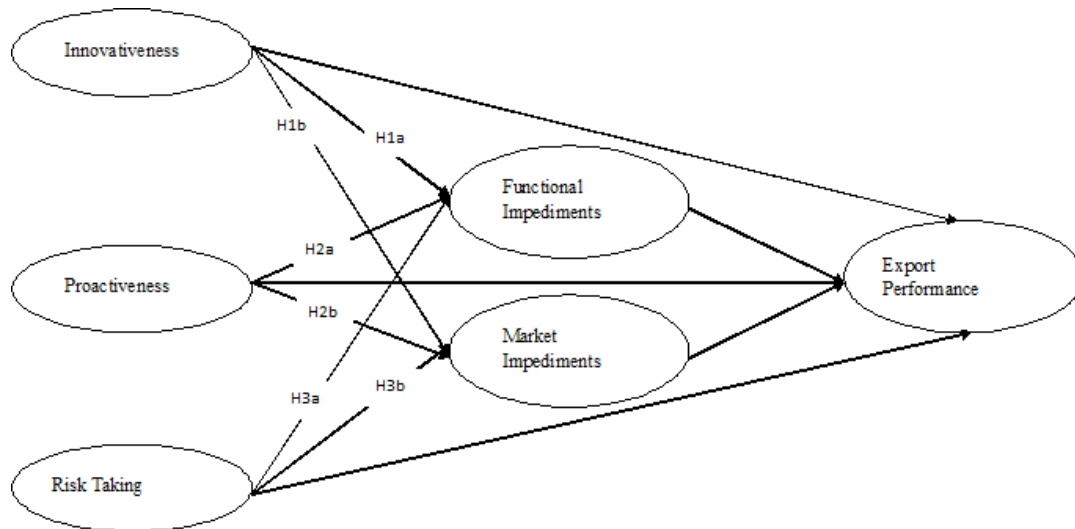 Innovativeness
H1b
H1a
Functional
Impediments
H2a
Export
Performance
Proactiveness
H2b
Market
Impediments
H3a
H3b
Risk Taking